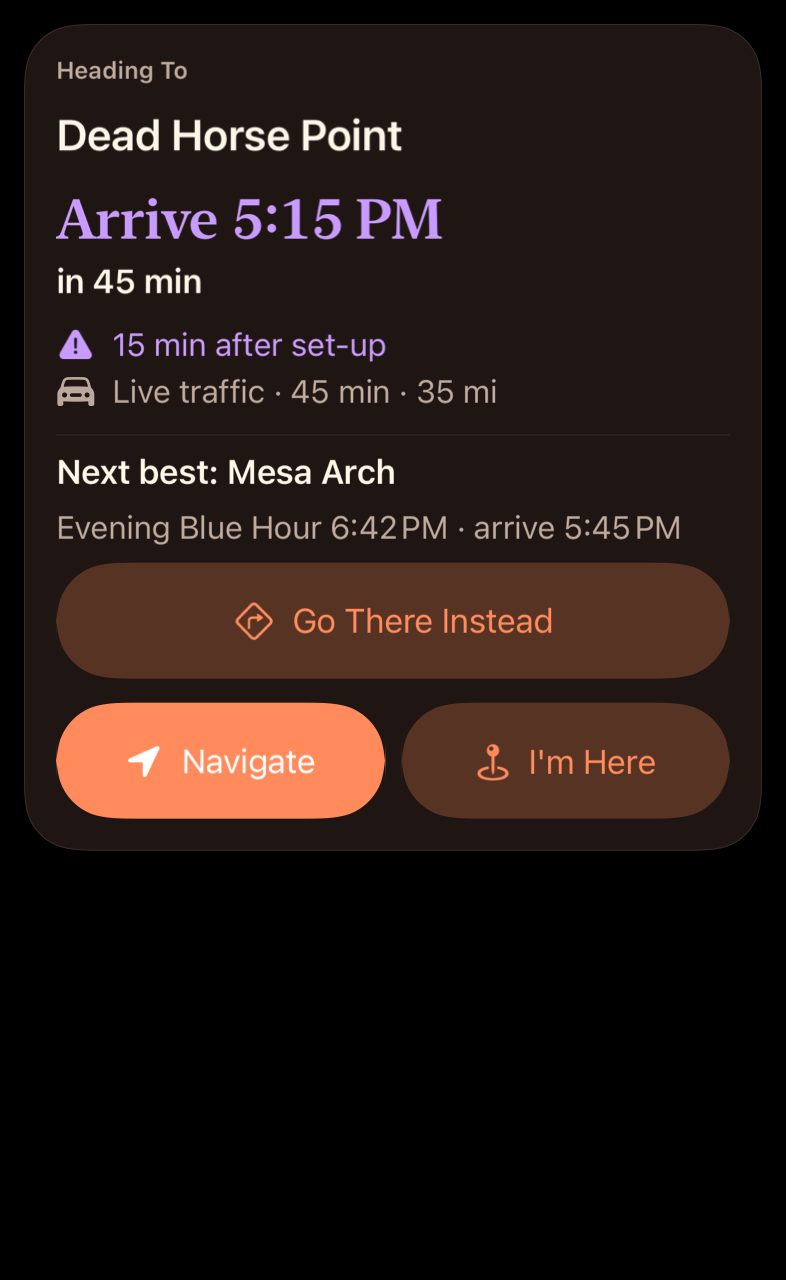 Heading To
Dead Horse Point
Arrive 5:15 PM
in 45 min
15 min after set-up
Live traffic · 45 min · 35 mi
Next best: Mesa Arch
Evening Blue Hour 6:42 PM · arrive 5:45 PM
Go There Instead
Navigate
I'm Here